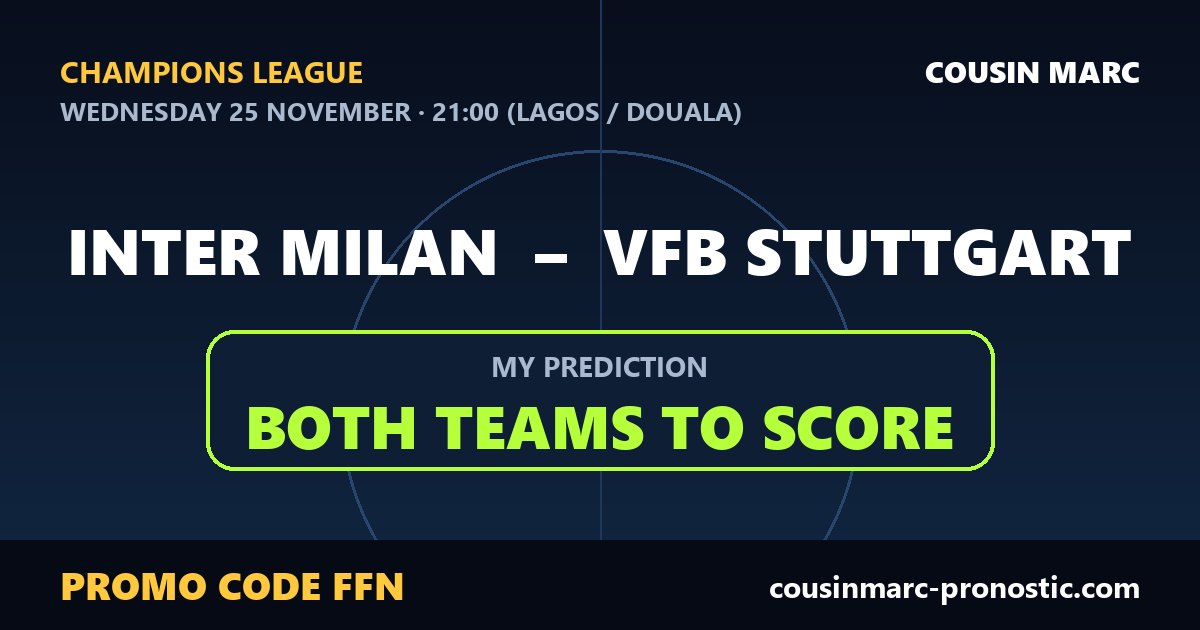 CHAMPIONS LEAGUE
COUSIN MARC
WEDNESDAY 25 NOVEMBER · 21:00 (LAGOS / DOUALA)
INTER MILAN – VFB STUTTGART
MY PREDICTION
BOTH TEAMS TO SCORE
PROMO CODE FFN
cousinmarc-pronostic.com